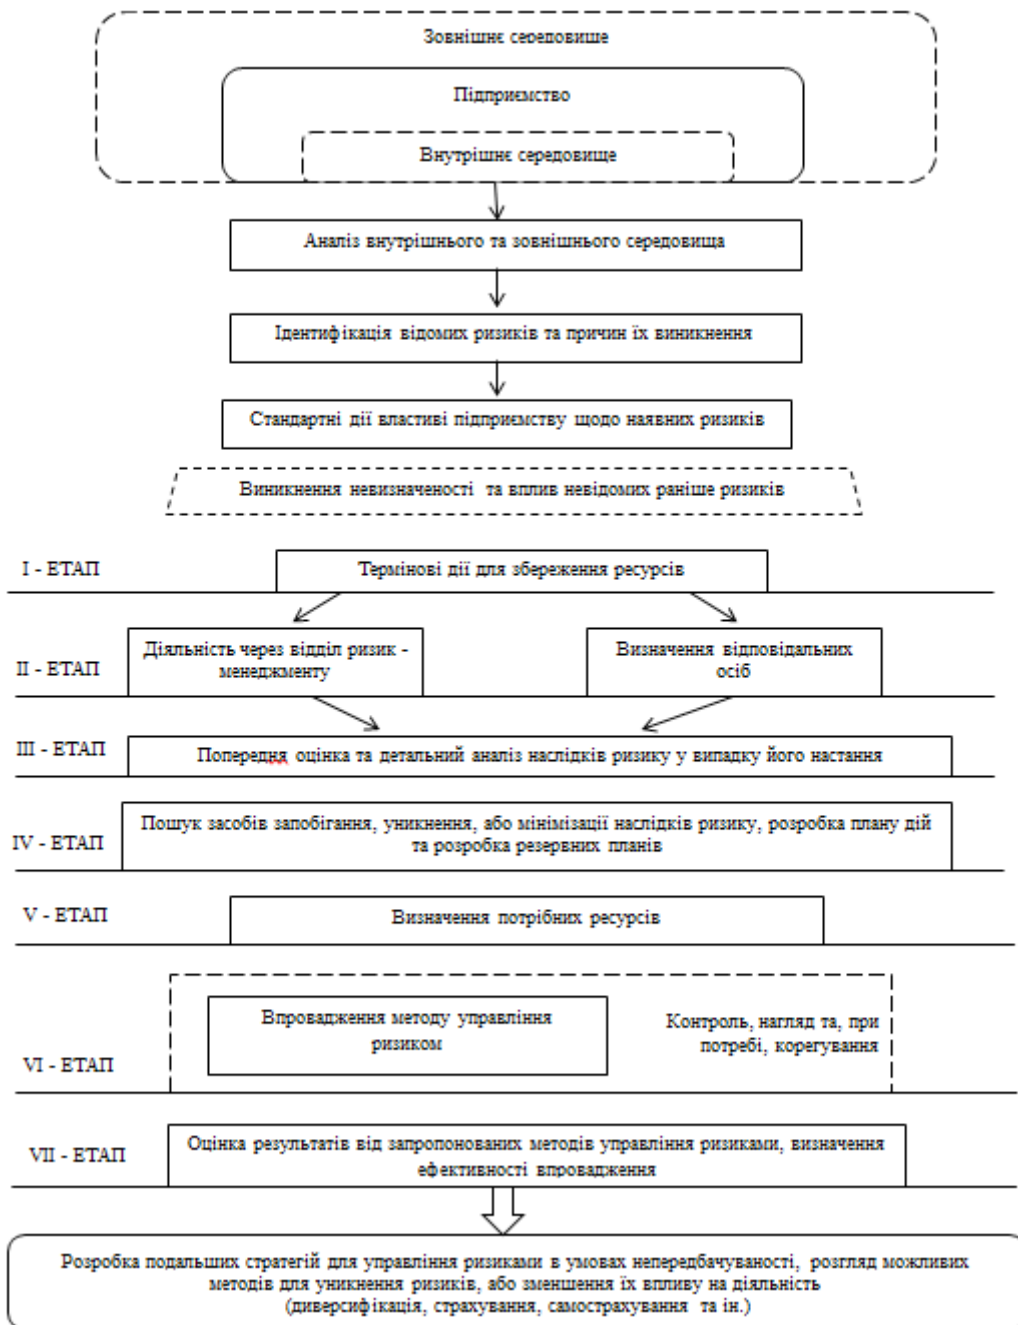 Зовнішнє середовище
Підприємство
Внутрішнє середовище
Аналіз внутрішнього та зовнішнього середовища
Ідентифікація відомих ризиків та причин їх виникнення
Стандартні дії властиві підприємству щодо наявних ризиків
Виникнення невизначеності та вплив невідомих раніше ризиків
І - ЕТАП
Термінові дії для збереження ресурсів
ІІ - ЕТАП
Діяльність через відділ ризик -
менеджменту
Визначення відповідальних
осіб
ІІІ - ЕТАП
Попередня оцінка та детальний аналіз наслідків ризику у випадку його настання
IV - ЕТАП
Пошук засобів запобігання, уникнення, або мінімізації наслідків ризику, розробка плану дій
та розробка резервних планів
V - ЕТАП
Визначення потрібних ресурсів
VI - ЕТАП
Впровадження методу управління
ризиком
Контроль, нагляд та, при
потребі, корегування
VII - ЕТАП
Оцінка результатів від запропонованих методів управління ризиками, визначення
ефективності впровадження
Розробка подальших стратегій для управління ризиками в умовах непередбачуваності, розгляд можливих
методів для уникнення ризиків, або зменшення їх впливу на діяльність
(диверсифікація, страхування, самострахування та ін.)